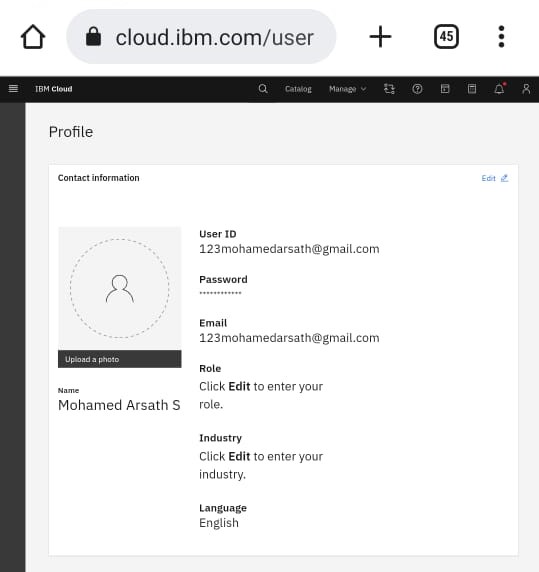 cloud.ibm.com/user
45
IBM Cloud
Catalog
Manage
Profile
Contact information
Edit
Upload a photo
Name
Mohamed Arsath S
User ID
123mohamedarsath@gmail.com
Password
************
Email
123mohamedarsath@gmail.com
Role
Click Edit to enter your
role.
Industry
Click Edit to enter your
industry.
Language
English